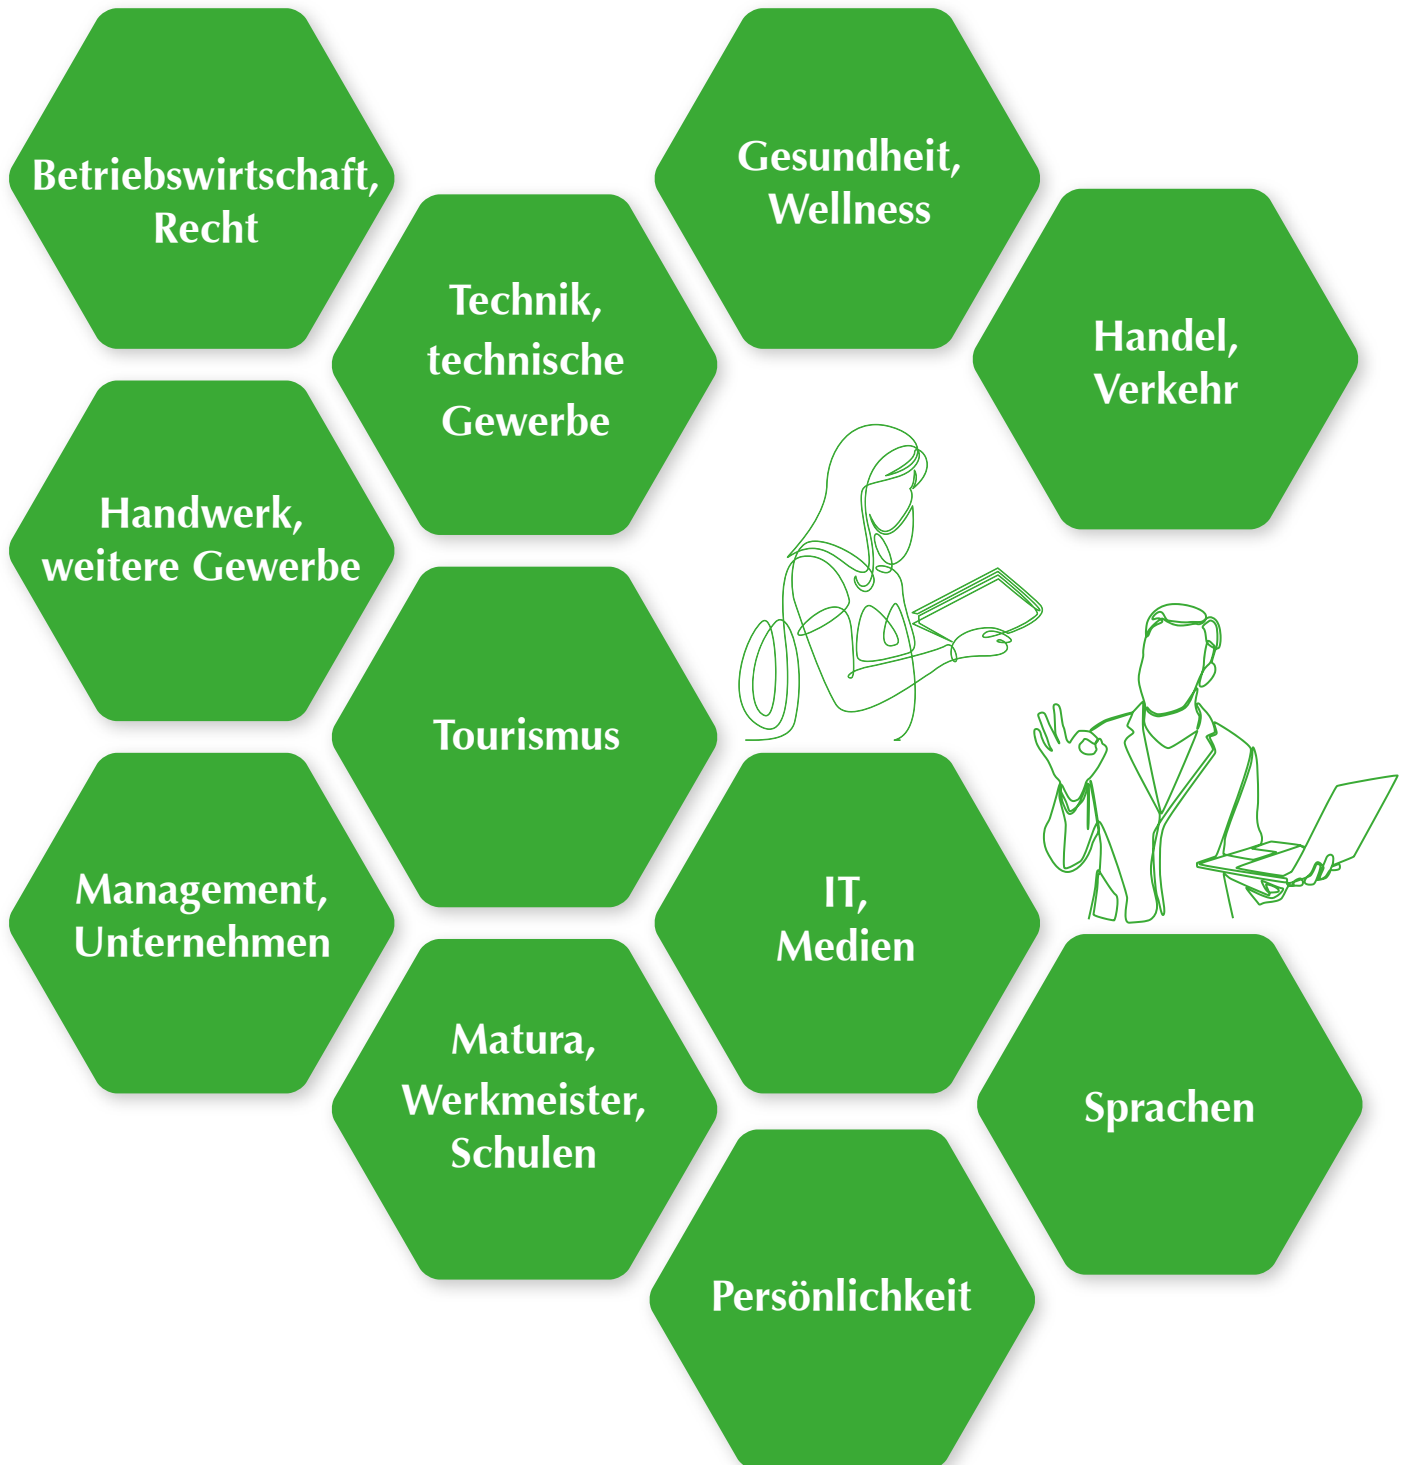 Betriebswirtschaft,
Recht
Gesundheit,
Wellness
Technik,
technische
Gewerbe
Handel,
Verkehr
Handwerk,
weitere Gewerbe
Tourismus
Management,
Unternehmen
IT,
Medien
Matura,
Werkmeister,
Schulen
Sprachen
Persönlichkeit